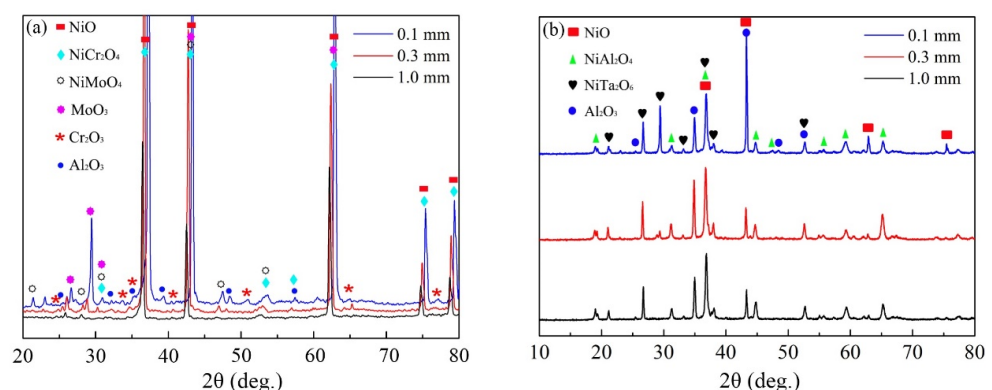 (a)
NiO
NiCr₂O₄
NiMoO₄
MoO₃
Cr₂O₃
Al₂O₃
0.1 mm
0.3 mm
1.0 mm
20 30 40 50 60 70 80
2θ (deg.)
(b)
NiO
NiAl₂O₄
NiTa₂O₆
Al₂O₃
0.1 mm
0.3 mm
1.0 mm
10 20 30 40 50 60 70 80
2θ (deg.)